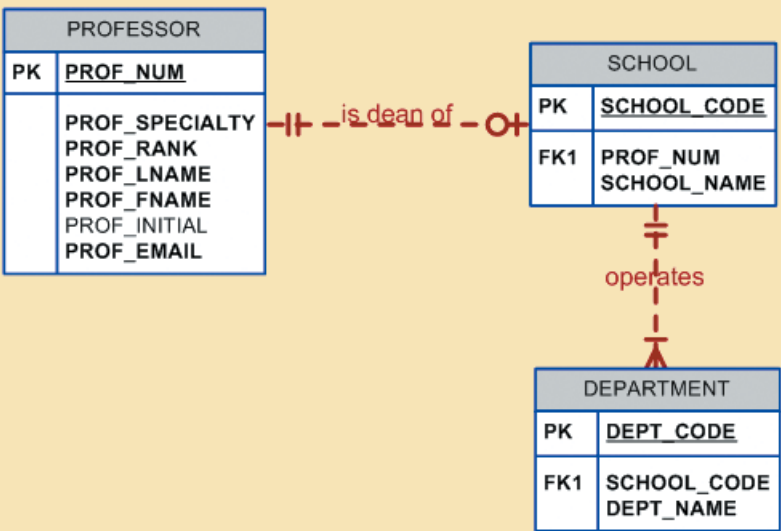 PROFESSOR
PK PROF_NUM
PROF_SPECIALTY
PROF_RANK
PROF_LNAME
PROF_FNAME
PROF_INITIAL
PROF_EMAIL
is dean of
SCHOOL
PK SCHOOL_CODE
FK1 PROF_NUM
SCHOOL_NAME
operates
DEPARTMENT
PK DEPT_CODE
FK1 SCHOOL_CODE
DEPT_NAME